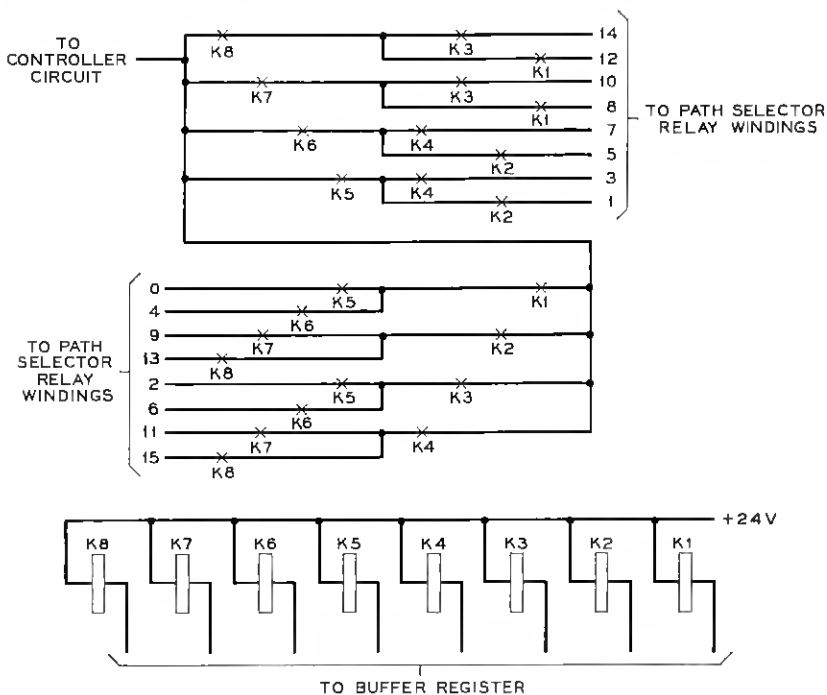 TO
CONTROLLER
CIRCUIT
K8
K3
14
K1
12
K7
K3
10
K1
8
K6
K4
7
K2
5
K5
K4
3
K2
1
TO PATH SELECTOR
RELAY WINDINGS
TO PATH
SELECTOR
RELAY
WINDINGS
0
K5
K1
4
K6
9
K7
K2
13
K8
2
K5
K3
6
K6
11
K7
K4
15
K8
+24V
K8 K7 K6 K5 K4 K3 K2 K1
TO BUFFER REGISTER